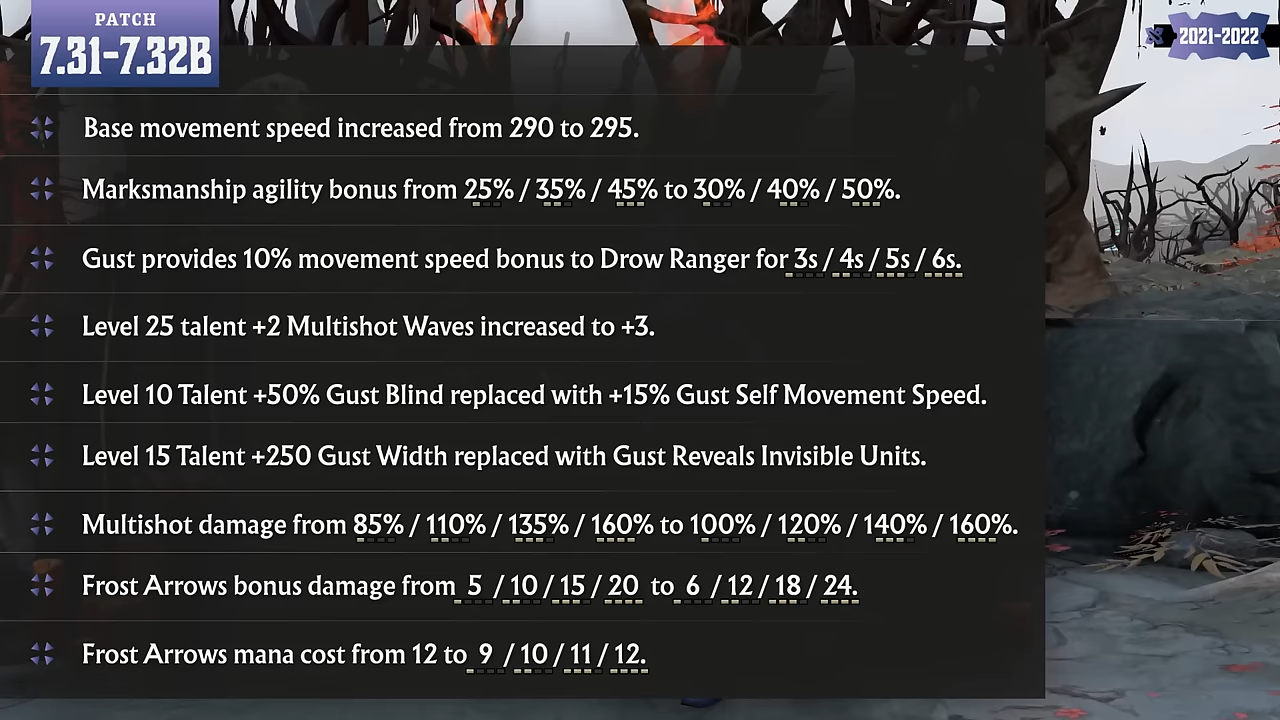 PATCH
7.31-7.32B
2021-2022
Base movement speed increased from 290 to 295.
Marksmanship agility bonus from 25% / 35% / 45% to 30% / 40% / 50%.
Gust provides 10% movement speed bonus to Drow Ranger for 3s / 4s / 5s / 6s.
Level 25 talent +2 Multishot Waves increased to +3.
Level 10 Talent +50% Gust Blind replaced with +15% Gust Self Movement Speed.
Level 15 Talent +250 Gust Width replaced with Gust Reveals Invisible Units.
Multishot damage from 85% / 110% / 135% / 160% to 100% / 120% / 140% / 160%.
Frost Arrows bonus damage from 5 / 10 / 15 / 20 to 6 / 12 / 18 / 24.
Frost Arrows mana cost from 12 to 9 / 10 / 11 / 12.